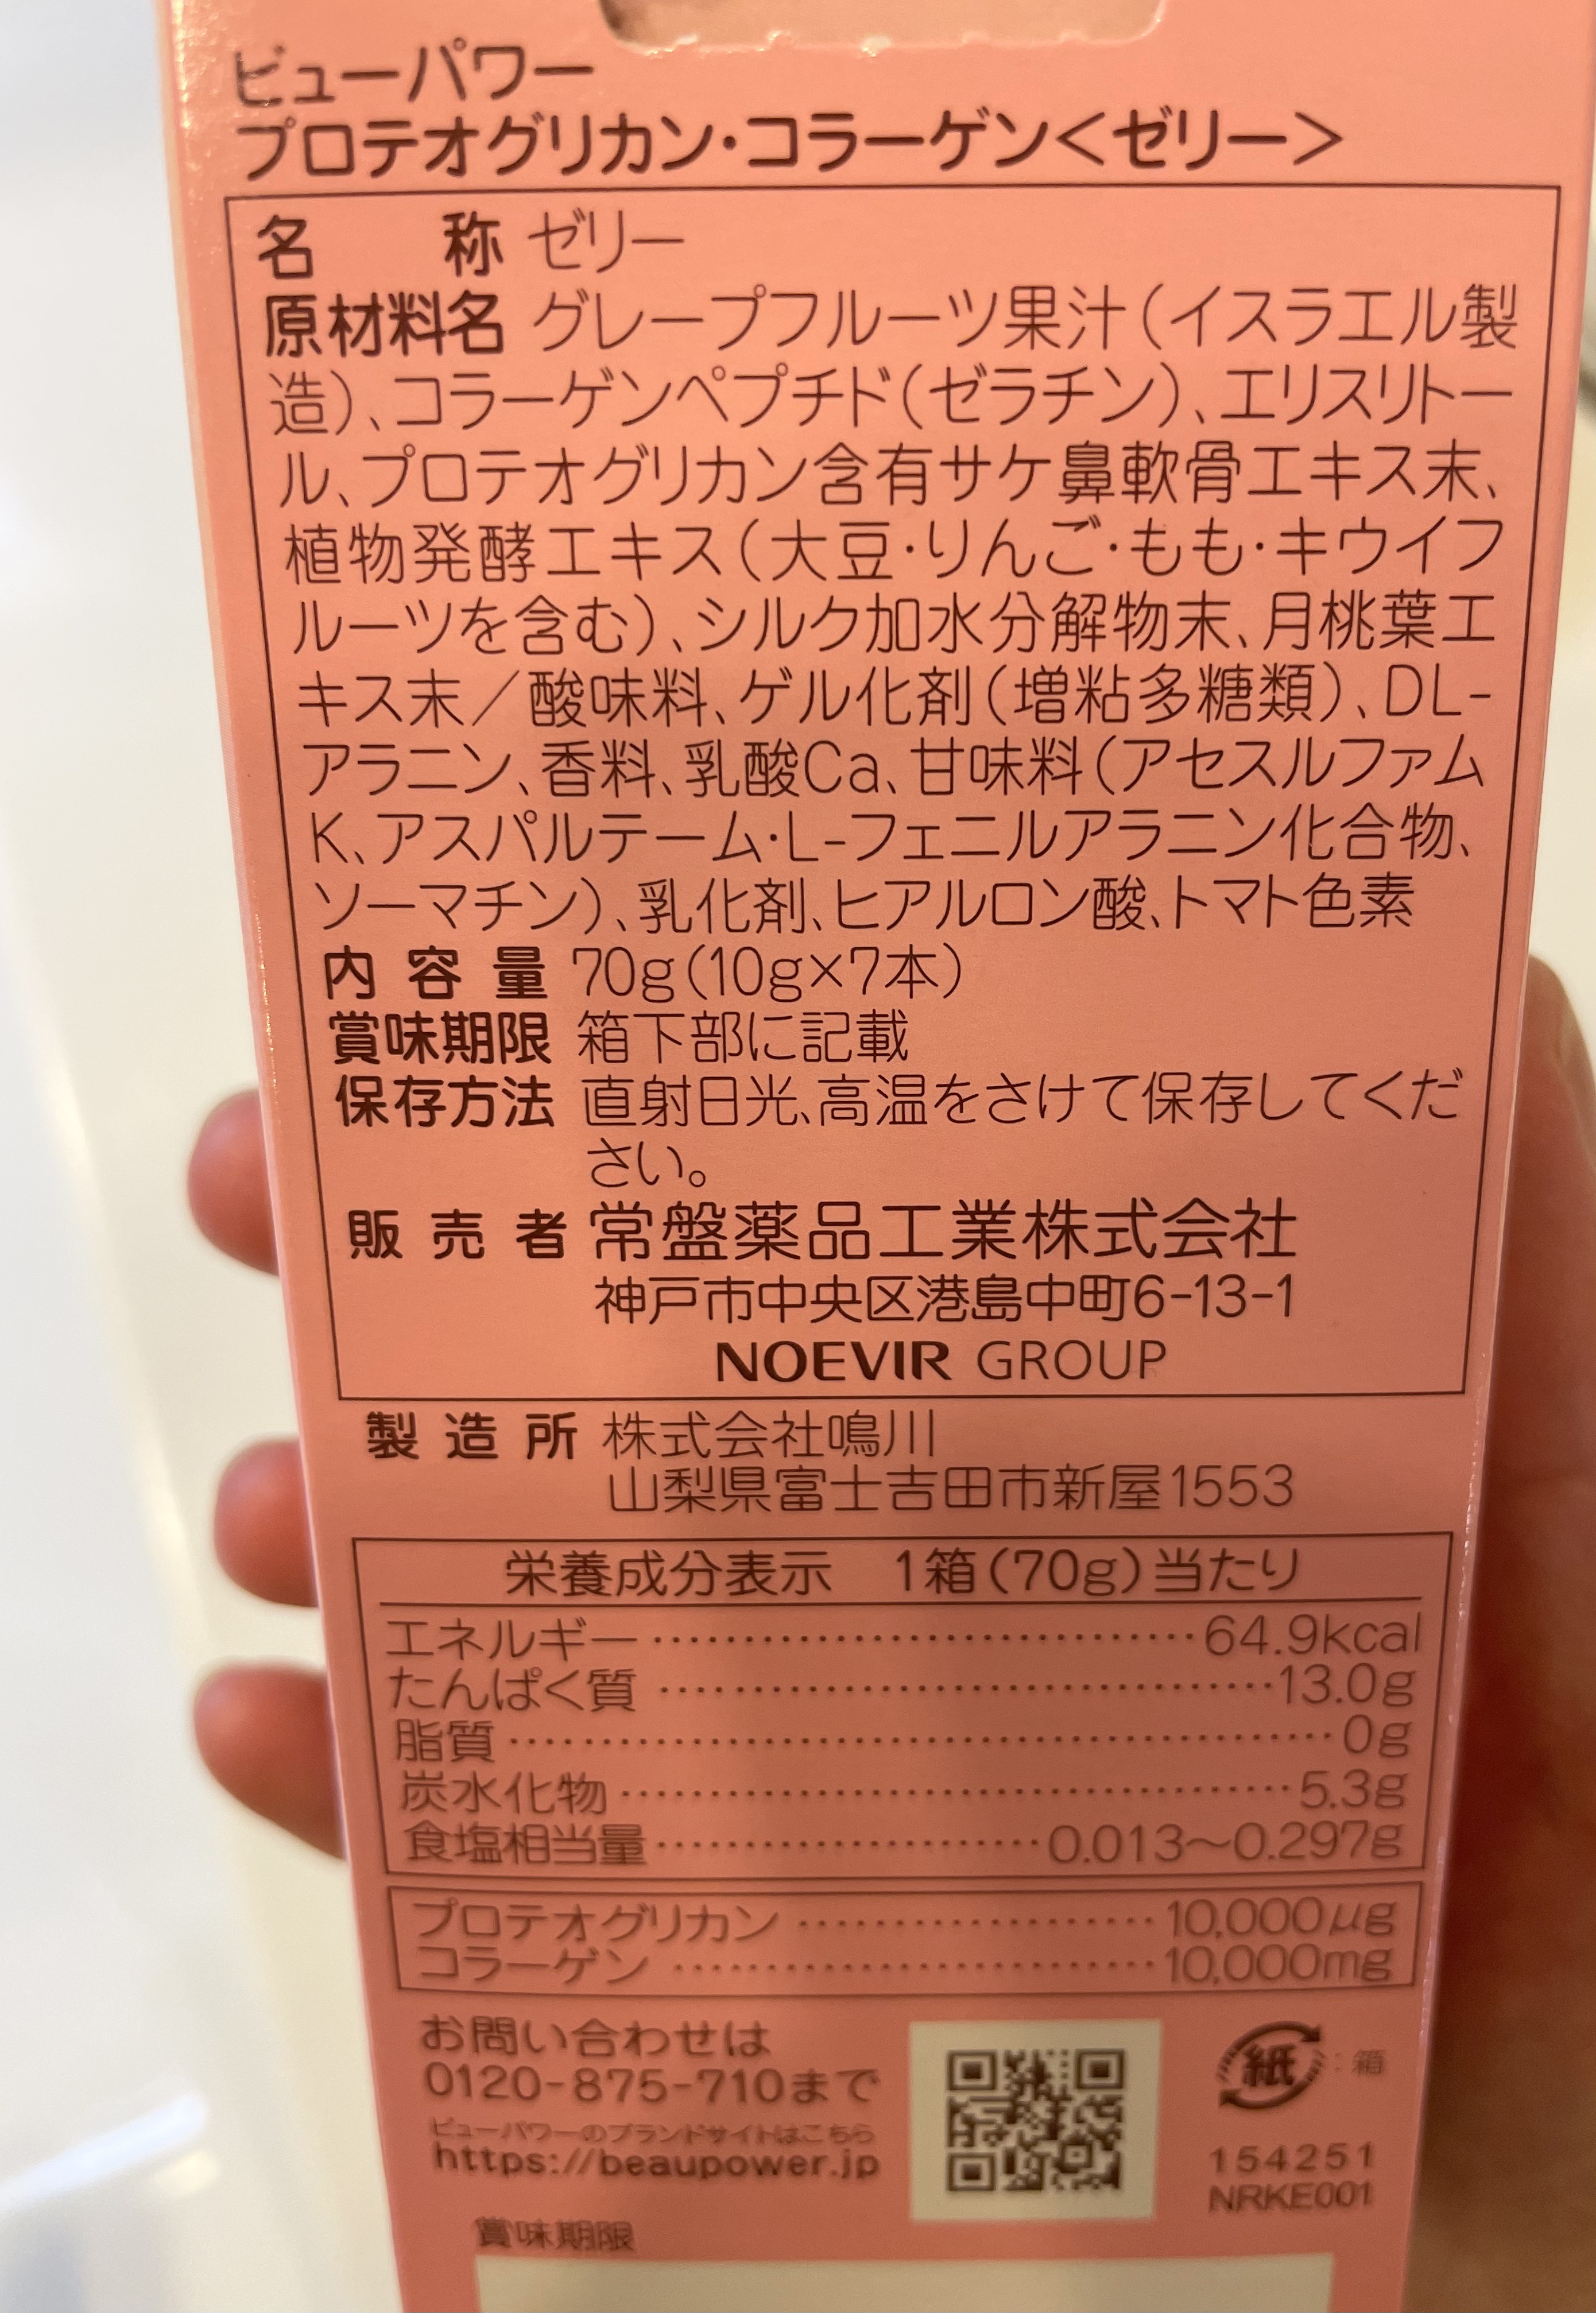 ビューパワー
プロテオグリカン・コラーゲン＜ゼリー＞
名称 ゼリー
原材料名 グレープフルーツ果汁（イスラエル製
造）、コラーゲンペプチド（ゼラチン）、エリスリトー
ル、プロテオグリカン含有サケ鼻軟骨エキス末、
植物発酵エキス（大豆・りんご・もも・キウイフ
ルーツを含む）、シルク加水分解物末、月桃葉エ
キス末／酸味料、ゲル化剤（増粘多糖類）、DL-
アラニン、香料、乳酸Ca、甘味料（アセスルファム
K、アスパルテーム・L-フェニルアラニン化合物、
ソーマチン）、乳化剤、ヒアルロン酸、トマト色素
内容量 70g（10g×7本）
賞味期限 箱下部に記載
保存方法 直射日光、高温をさけて保存してくだ
さい。
販売者 常盤薬品工業株式会社
神戸市中央区港島中町6-13-1
NOEVIR GROUP
製造所 株式会社鳴川
山梨県富士吉田市新屋1553
栄養成分表示 1箱（70g）当たり
エネルギー……………………………64.9kcal
たんぱく質……………………………13.0g
脂質……………………………………0g
炭水化物………………………………5.3g
食塩相当量…………………0.013〜0.297g
プロテオグリカン…………………10,000μg
コラーゲン…………………………10,000mg
お問い合わせは
0120-875-710まで
ビューパワーのブランドサイトはこちら
https://beaupower.jp
紙：箱
154251
NRKE001
賞味期限